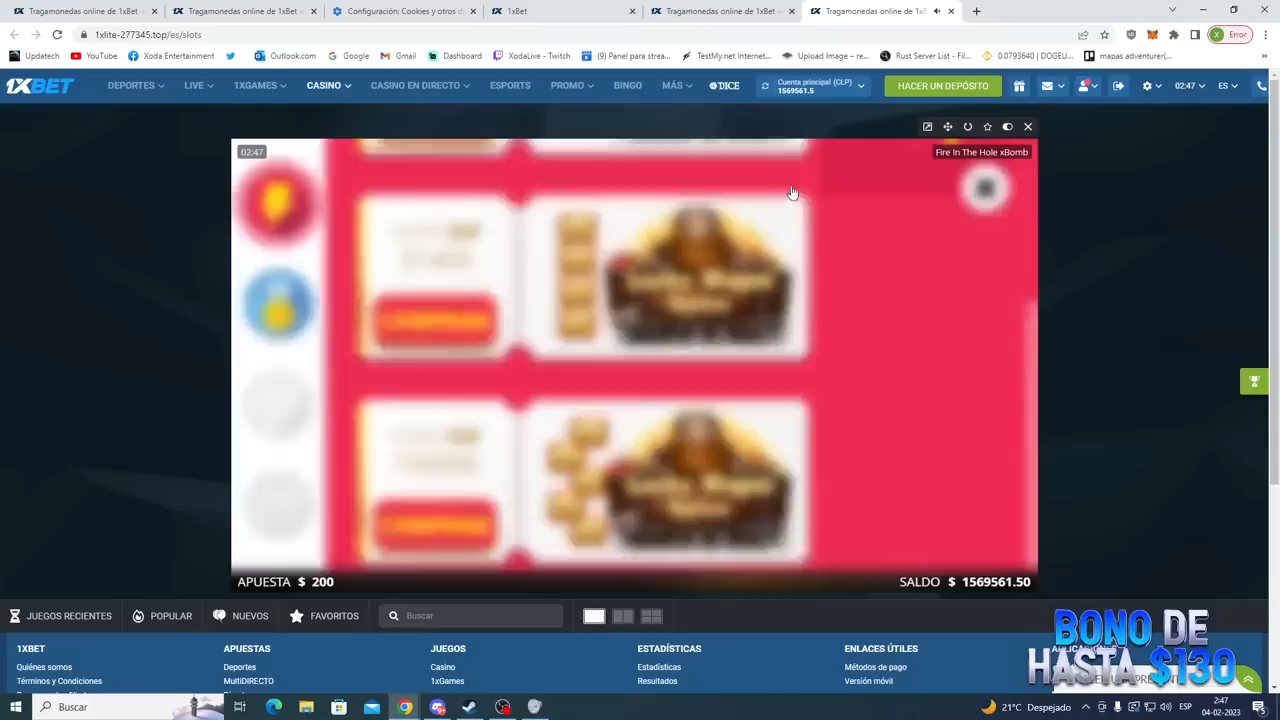 Tragamonedas online de 1xBet
Tragamonedas online de 1xBet
Configuración: Cookies y otros d
1xBet
Tragamonedas online de 1xBet
Tragamonedas online de 1xB
1xlite-277345.top/es/slots
X Error
Updatech YouTube Xoda Entertainment Outlook.com Google Gmail Dashboard XodaLive - Twitch (9) Panel para strea... TestMy.net Internet... Upload Image – re... Rust Server List - Fil... 0.0793640 | DOGEU... mapas adventurer(...
1XBET DEPORTES LIVE 1XGAMES CASINO CASINO EN DIRECTO ESPORTS PROMO BINGO MÁS DICE Cuenta principal (CLP) HACER UN DEPÓSITO 02:47 ES
1569561.5
02:47 Fire In The Hole xBomb
APUESTA $ 200 SALDO $ 1569561.50
JUEGOS RECIENTES POPULAR NUEVOS FAVORITOS Buscar
1XBET APUESTAS JUEGOS ESTADÍSTICAS ENLACES ÚTILES
Quiénes somos Deportes Casino Estadísticas Métodos de pago
Términos y Condiciones MultiDIRECTO 1xGames Resultados Versión móvil
BONO DE
HASTA $130
Buscar 21°C Despejado ESP 2:47
04-02-2023 5